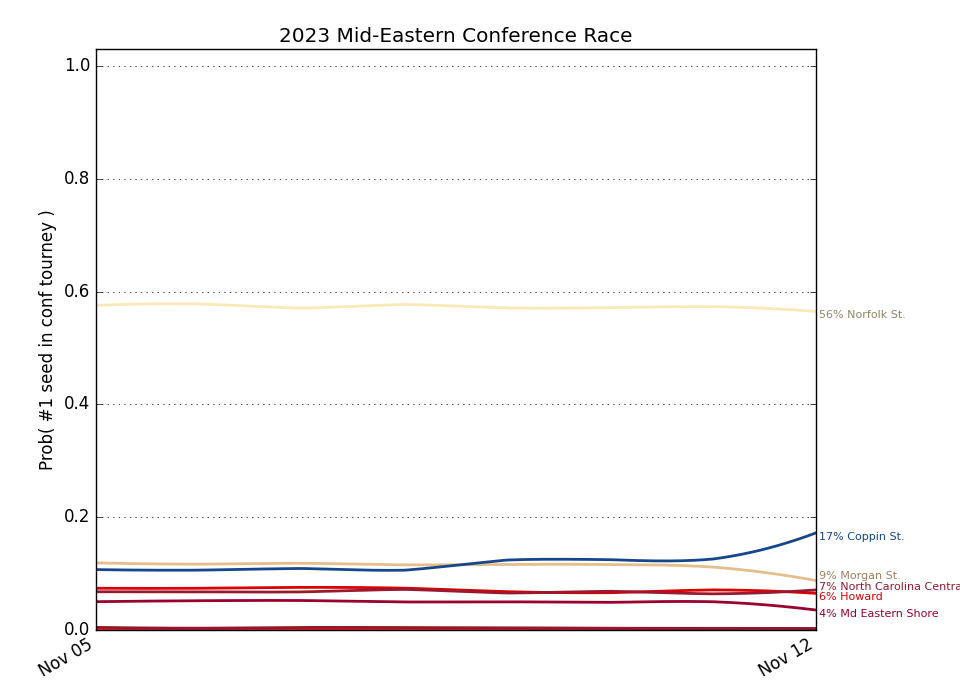 2023 Mid-Eastern Conference Race
Prob( #1 seed in conf tourney )
1.0
0.8
0.6
0.4
0.2
0.0
Nov 05
Nov 12
56% Norfolk St.
17% Coppin St.
9% Morgan St.
7% North Carolina Centra
6% Howard
4% Md Eastern Shore